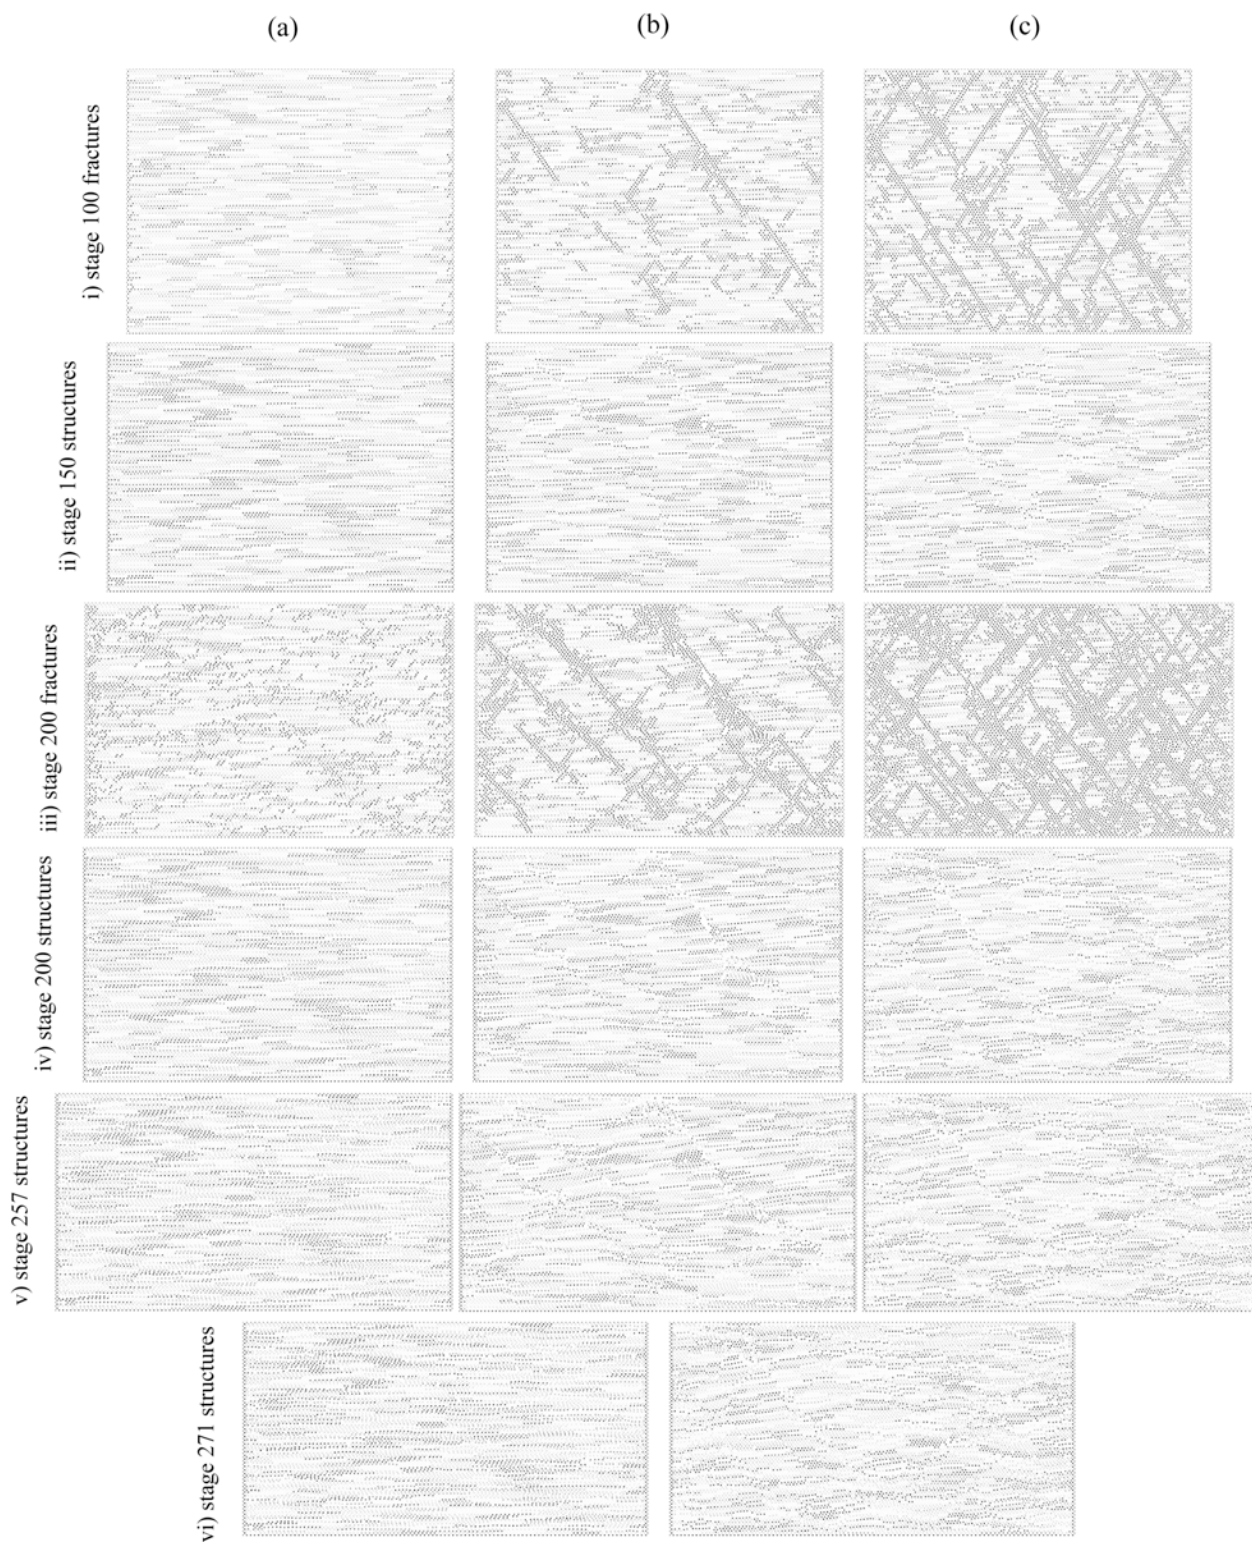 (a)
(b)
(c)
i) stage 100 fractures
ii) stage 150 structures
iii) stage 200 fractures
iv) stage 200 structures
v) stage 257 structures
vi) stage 271 structures